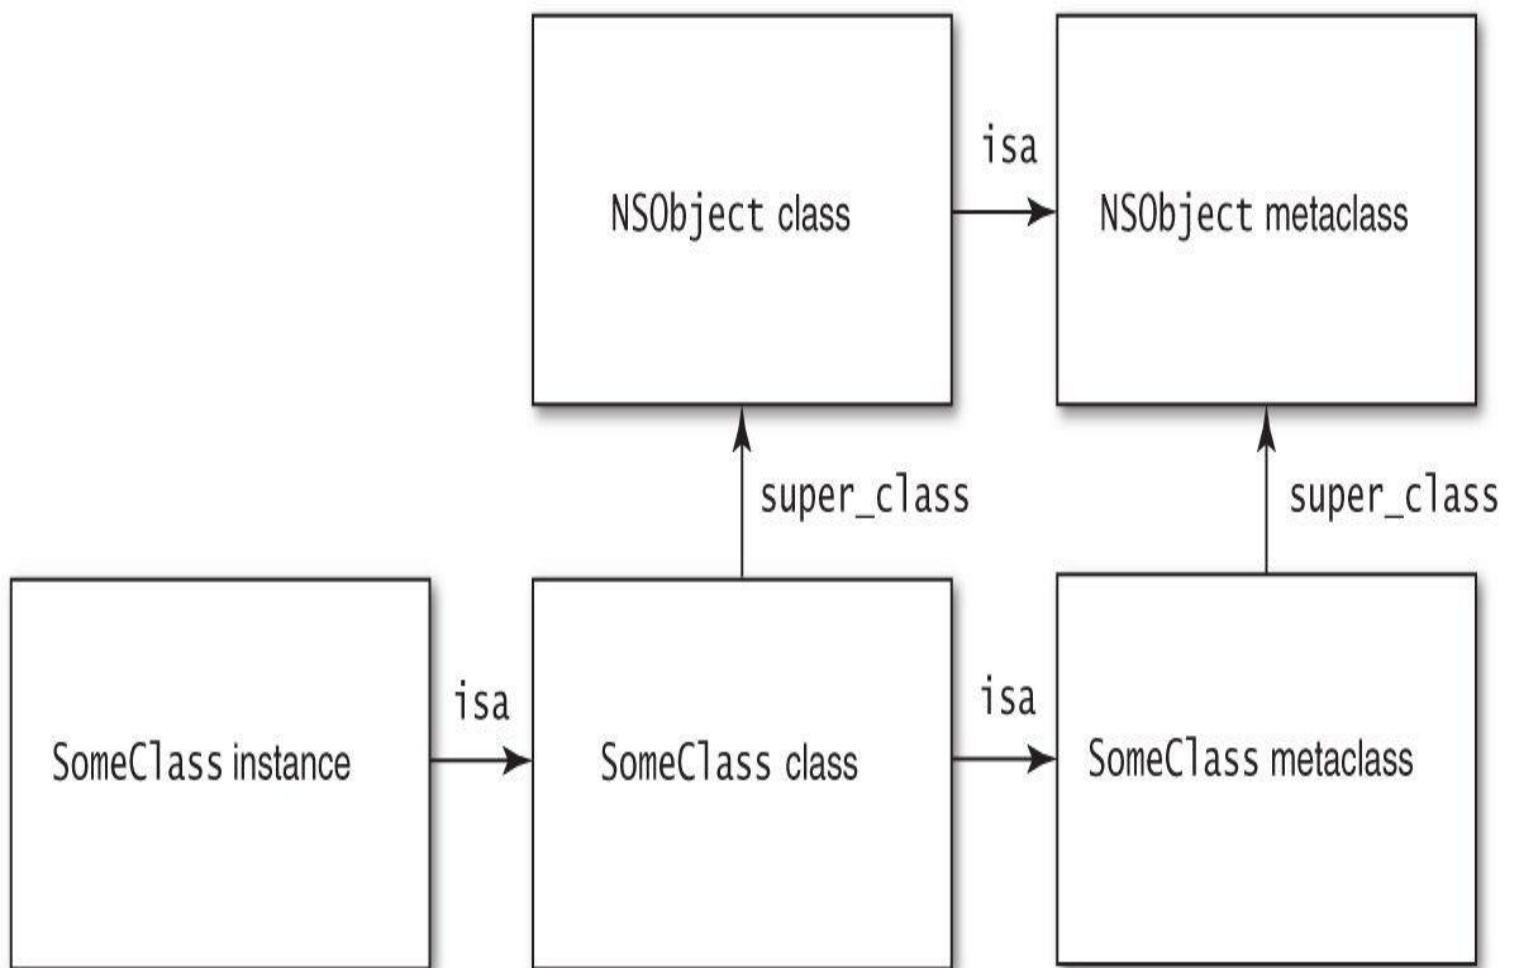 isa
NSObject class
NSObject metaclass
super_class
super_class
isa
isa
SomeClass instance
SomeClass class
SomeClass metaclass